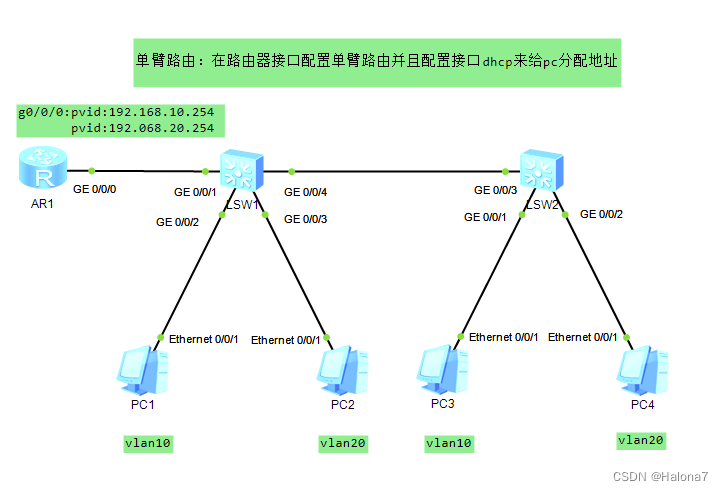 单臂路由：在路由器接口配置单臂路由并且配置接口dhcp来给pc分配地址
g0/0/0:pvid:192.168.10.254
pvid:192.068.20.254
AR1
GE 0/0/0
GE 0/0/1
LSW1
GE 0/0/4
GE 0/0/2
GE 0/0/3
GE 0/0/3
LSW2
GE 0/0/1
GE 0/0/2
Ethernet 0/0/1
Ethernet 0/0/1
Ethernet 0/0/1
Ethernet 0/0/1
PC1
PC2
PC3
PC4
vlan10
vlan20
vlan10
vlan20
CSDN @Halona7